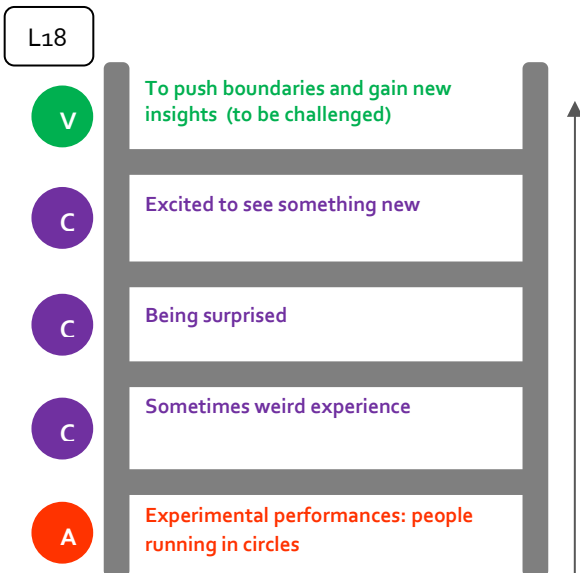 L18
V
To push boundaries and gain new
insights (to be challenged)
C
Excited to see something new
C
Being surprised
C
Sometimes weird experience
A
Experimental performances: people
running in circles